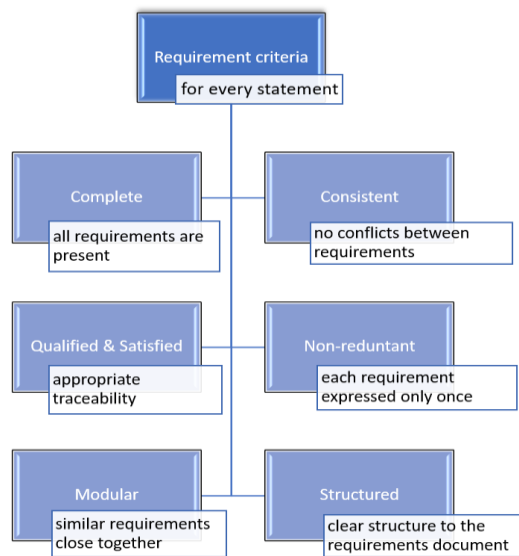 Requirement criteria
for every statement
Complete
all requirements are
present
Consistent
no conflicts between
requirements
Qualified & Satisfied
appropriate
traceability
Non-reduntant
each requirement
expressed only once
Modular
similar requirements
close together
Structured
clear structure to the
requirements document